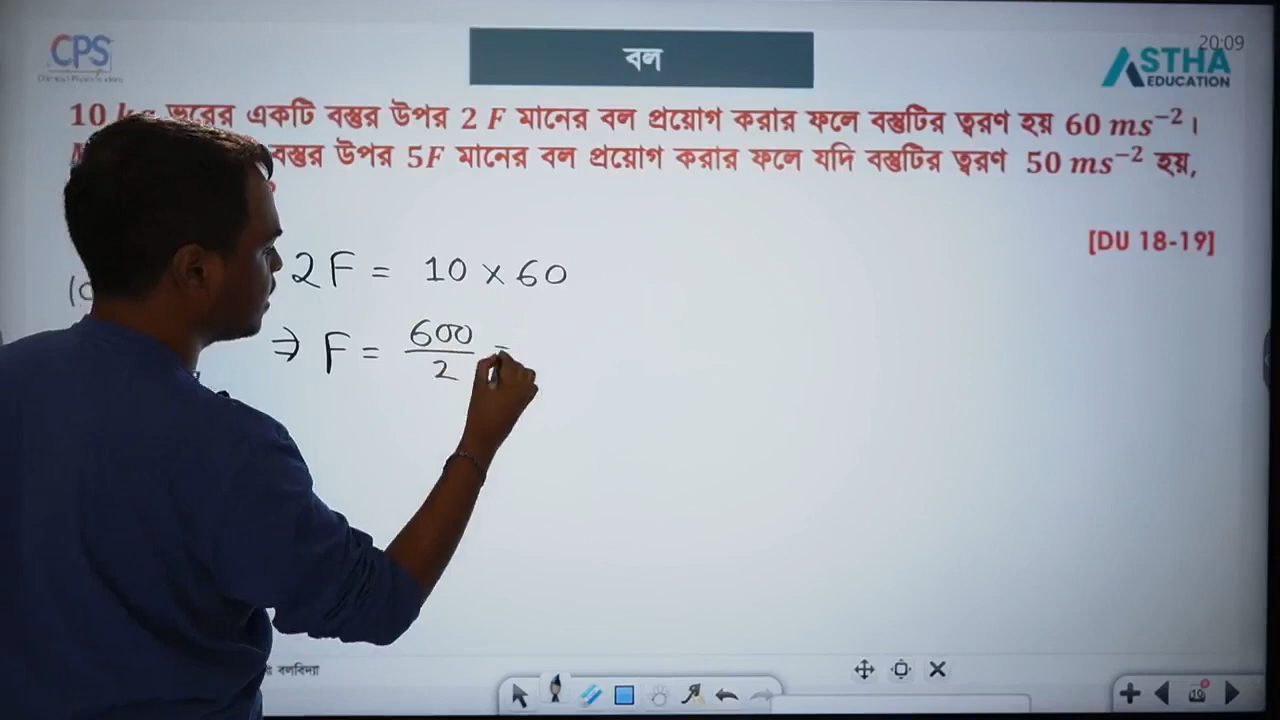 CPS
বল
20:09
ASTHA
EDUCATION
10 ভরের একটি বস্তুর উপর 2 F মানের বল প্রয়োগ করার ফলে বস্তুটির ত্বরণ হয় 60 ms⁻²।
বস্তুর উপর 5F মানের বল প্রয়োগ করার ফলে যদি বস্তুটির ত্বরণ 50 ms⁻² হয়,
[DU 18-19]
2F = 10 × 60
⇒ F = 600/2 =
বলবিদ্যা